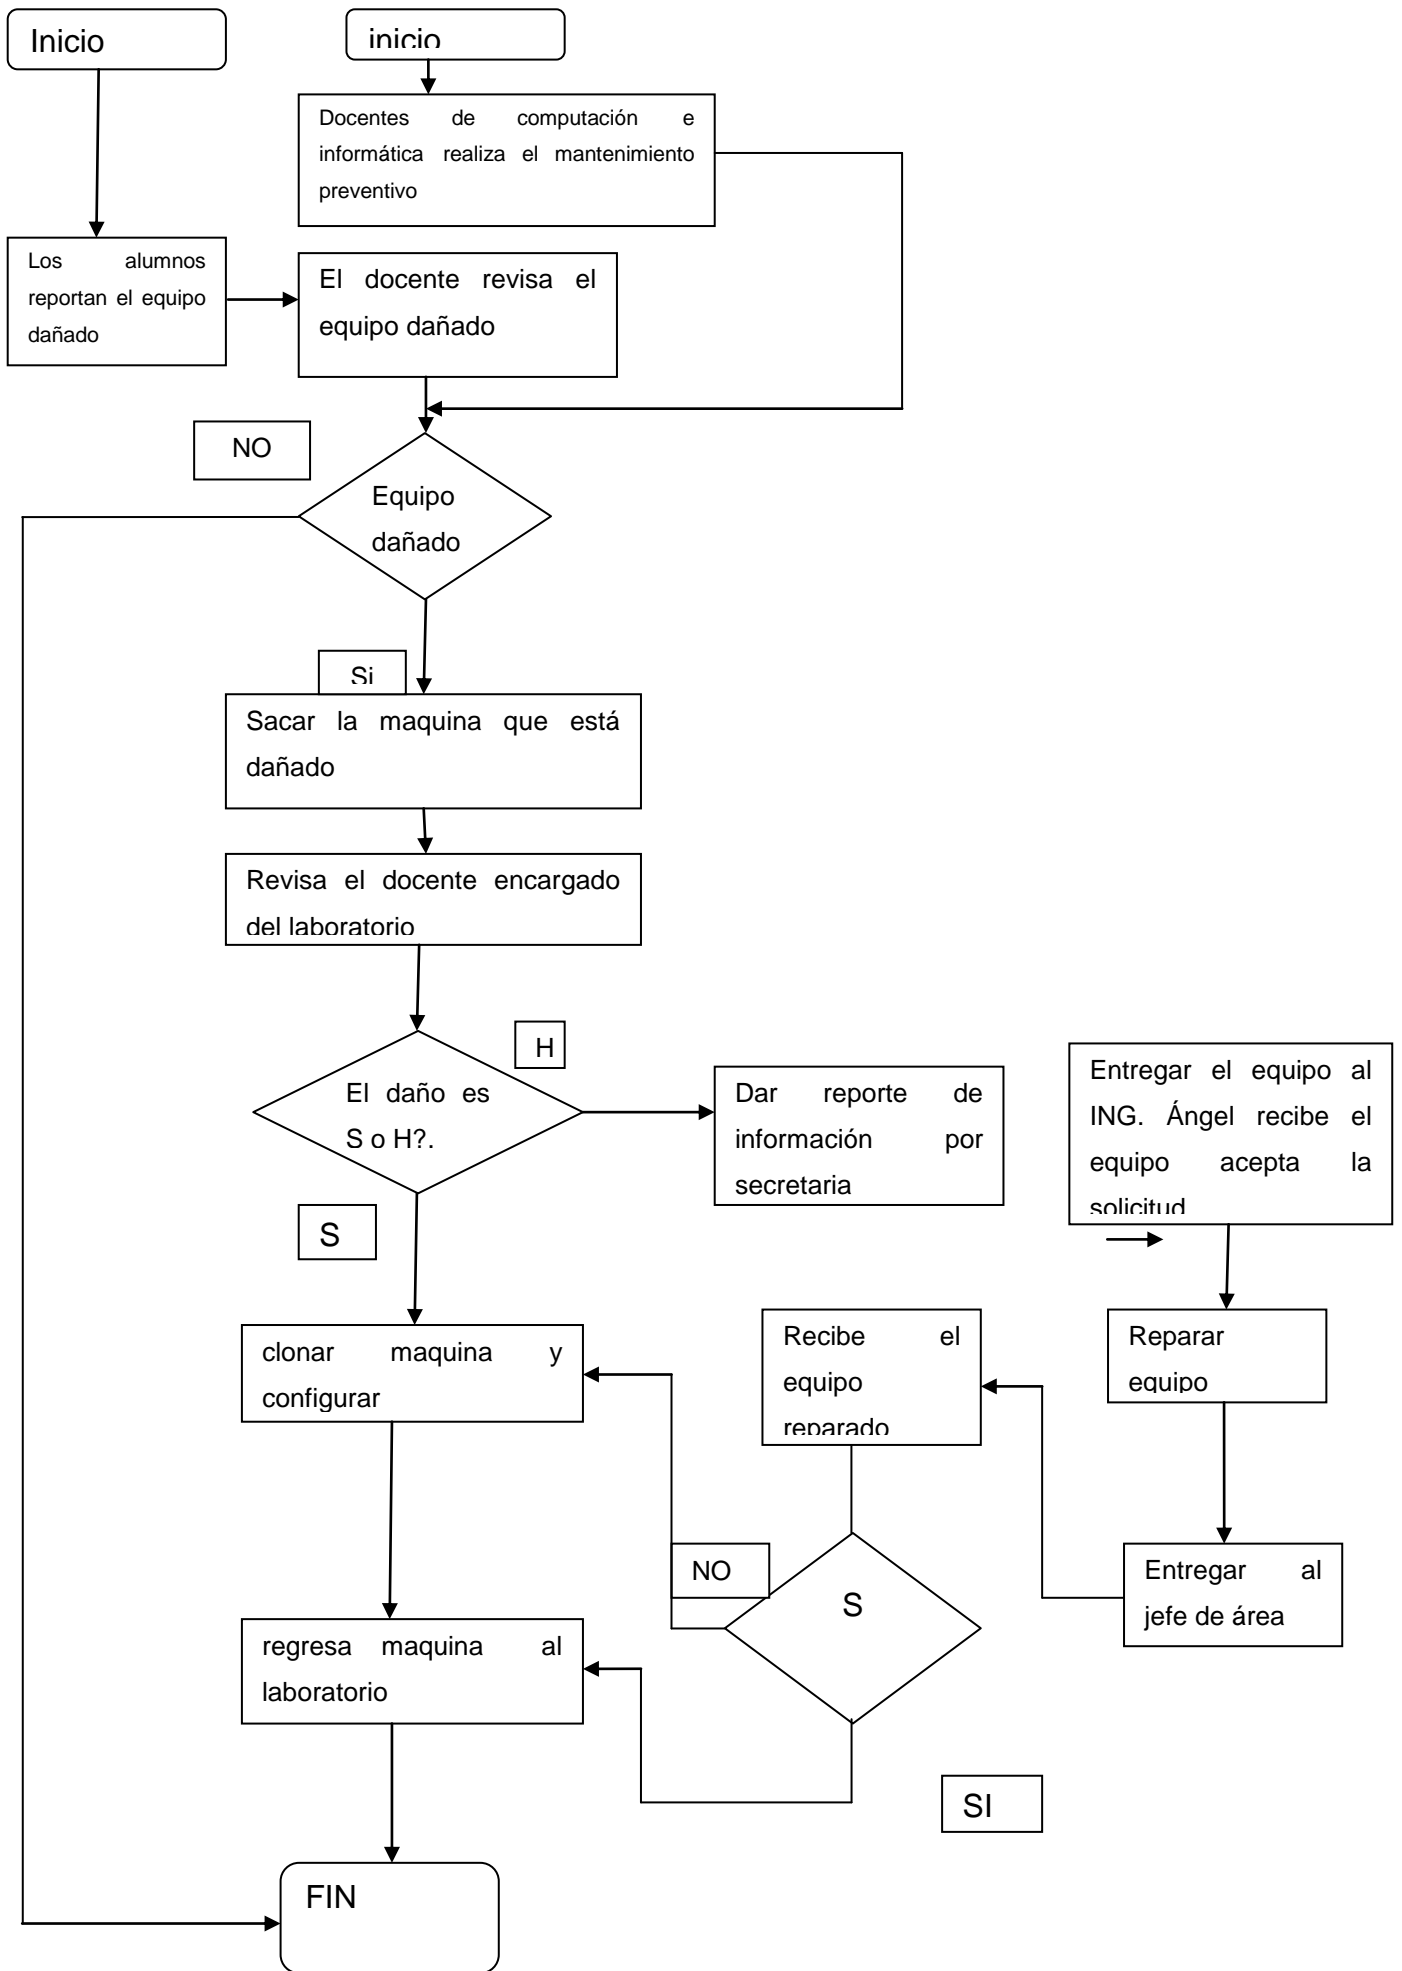 Inicio
inicio
Docentes de computación e
informática realiza el mantenimiento
preventivo
Los alumnos
reportan el equipo
dañado
El docente revisa el
equipo dañado
NO
Equipo
dañado
Si
Sacar la maquina que está
dañado
Revisa el docente encargado
del laboratorio
H
El daño es
S o H?.
Dar reporte de
información por
secretaria
Entregar el equipo al
ING. Ángel recibe el
equipo acepta la
solicitud
S
clonar maquina y
configurar
Recibe el
equipo
reparado
Reparar
equipo
NO
S
Entregar al
jefe de área
regresa maquina al
laboratorio
SI
FIN